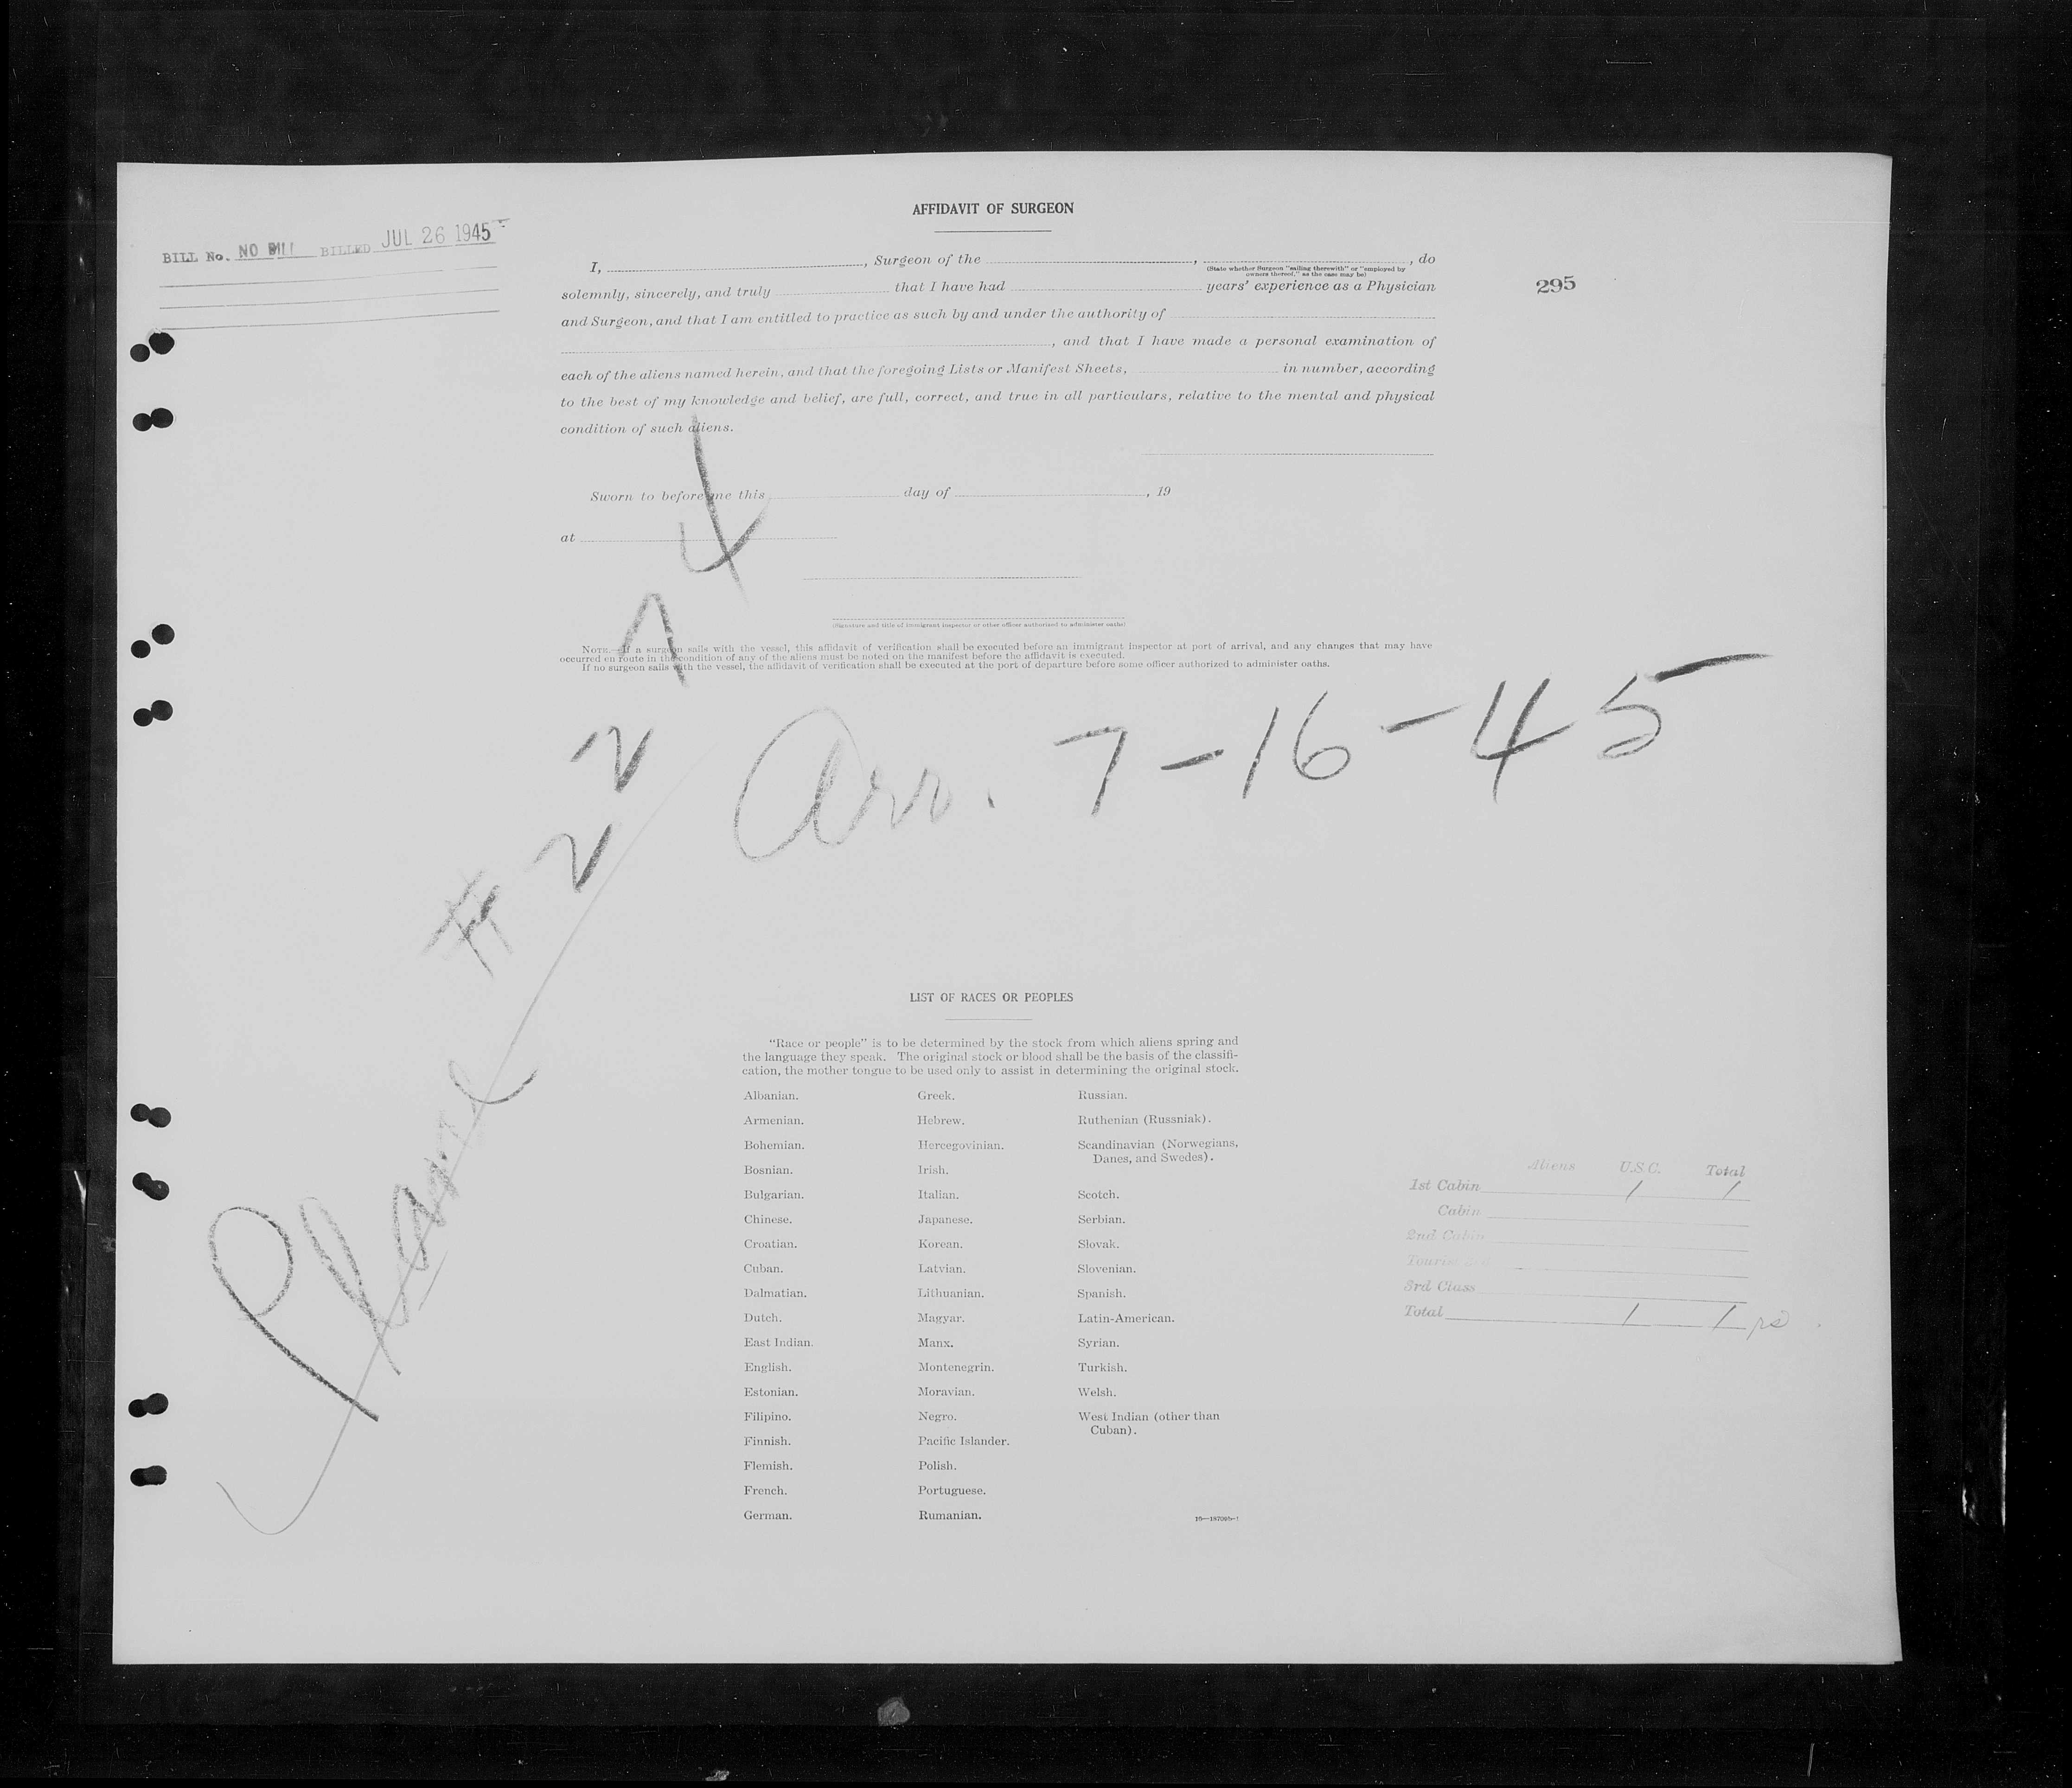 AFFIDAVIT OF SURGEON
BILL No. NO BILL BILLED JUL 26 1945
I, , Surgeon of the , , do
(State whether Surgeon "sailing therewith" or "employed by
owners thereof," as the case may be)
295
solemnly, sincerely, and truly that I have had years' experience as a Physician
and Surgeon, and that I am entitled to practice as such by and under the authority of
, and that I have made a personal examination of
each of the aliens named herein, and that the foregoing Lists or Manifest Sheets, in number, according
to the best of my knowledge and belief, are full, correct, and true in all particulars, relative to the mental and physical
condition of such aliens.
Sworn to before me this day of , 19
at
(Signature and title of immigrant inspector or other officer authorized to administer oaths)
NOTE.—If a surgeon sails with the vessel, this affidavit of verification shall be executed before an immigrant inspector at port of arrival, and any changes that may have
occurred en route in the condition of any of the aliens must be noted on the manifest before the affidavit is executed.
If no surgeon sails with the vessel, the affidavit of verification shall be executed at the port of departure before some officer authorized to administer oaths.
Plane # 2274
Arr. 7-16-45
LIST OF RACES OR PEOPLES
"Race or people" is to be determined by the stock from which aliens spring and
the language they speak. The original stock or blood shall be the basis of the classifi-
cation, the mother tongue to be used only to assist in determining the original stock.
Albanian.
Armenian.
Bohemian.
Bosnian.
Bulgarian.
Chinese.
Croatian.
Cuban.
Dalmatian.
Dutch.
East Indian.
English.
Estonian.
Filipino.
Finnish.
Flemish.
French.
German.
Greek.
Hebrew.
Hercegovinian.
Irish.
Italian.
Japanese.
Korean.
Latvian.
Lithuanian.
Magyar.
Manx.
Montenegrin.
Moravian.
Negro.
Pacific Islander.
Polish.
Portuguese.
Rumanian.
Russian.
Ruthenian (Russniak).
Scandinavian (Norwegians,
Danes, and Swedes).
Scotch.
Serbian.
Slovak.
Slovenian.
Spanish.
Latin-American.
Syrian.
Turkish.
Welsh.
West Indian (other than
Cuban).
Aliens U.S.C. Total
1st Cabin 1 1
Cabin
2nd Cabin
Tourist
3rd Class
Total 1 1